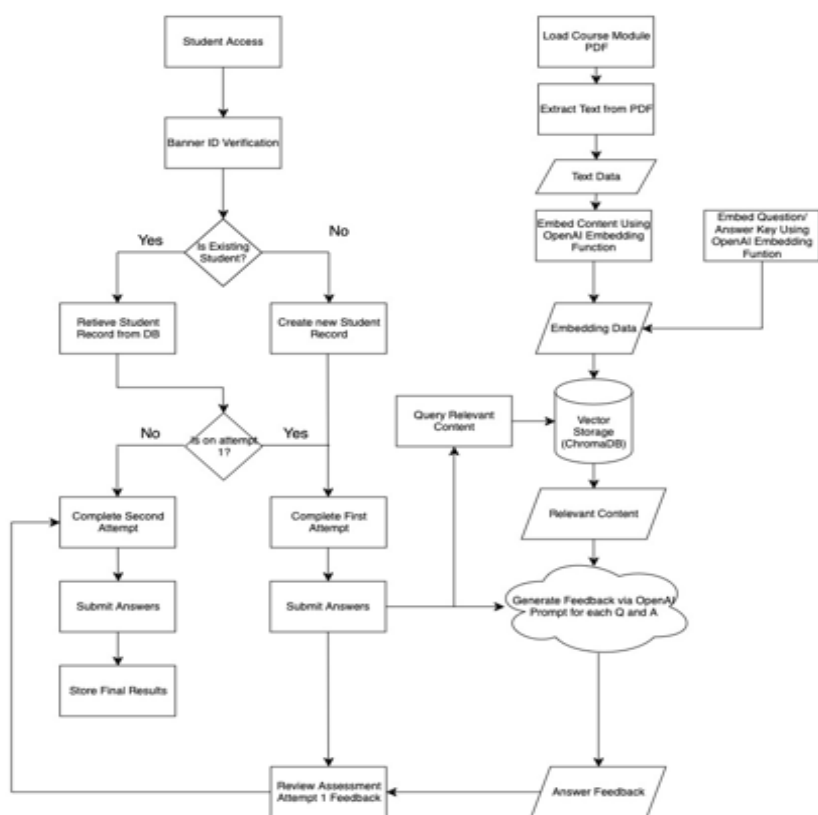 Student Access
Banner ID Verification
Is Existing
Student?
Yes
No
Retieve Student
Record from DB
Create new Student
Record
Is on attempt
1?
No
Yes
Complete Second
Attempt
Complete First
Attempt
Submit Answers
Submit Answers
Store Final Results
Review Assessment
Attempt 1 Feedback
Load Course Module
PDF
Extract Text from PDF
Text Data
Embed Content Using
OpenAI Embedding
Function
Embed Question/
Answer Key Using
OpenAI Embedding
Funtion
Embedding Data
Query Relevant
Content
Vector
Storage
(ChromaDB)
Relevant Content
Generate Feedback via OpenAI
Prompt for each Q and A
Answer Feedback